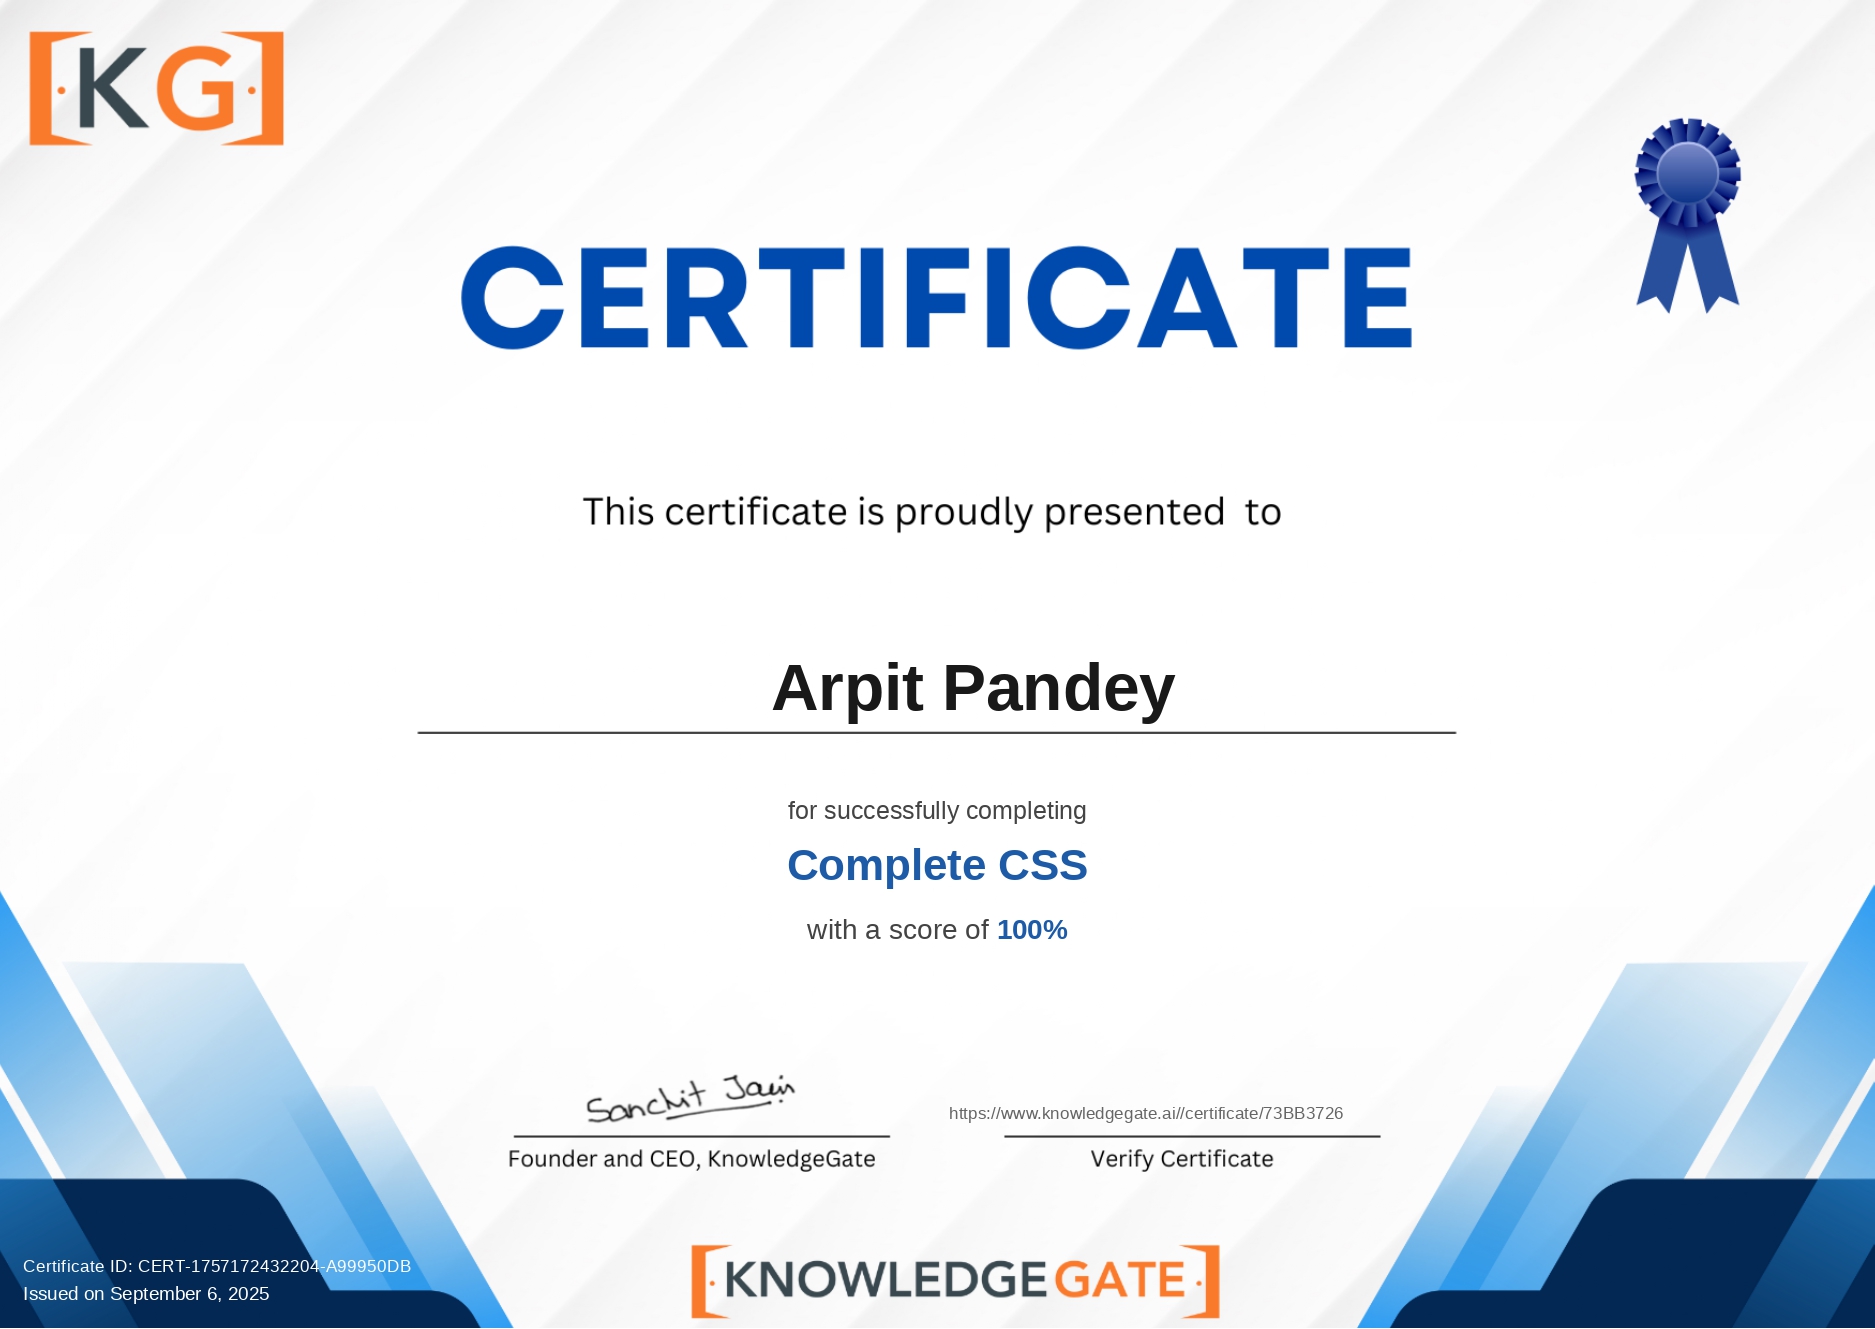 [·KG·]
CERTIFICATE
This certificate is proudly presented to
Arpit Pandey
for successfully completing
Complete CSS
with a score of 100%
Sanchit Jain
https://www.knowledgegate.ai//certificate/73BB3726
Founder and CEO, KnowledgeGate
Verify Certificate
Certificate ID: CERT-1757172432204-A99950DB
Issued on September 6, 2025
[·KNOWLEDGE GATE·]